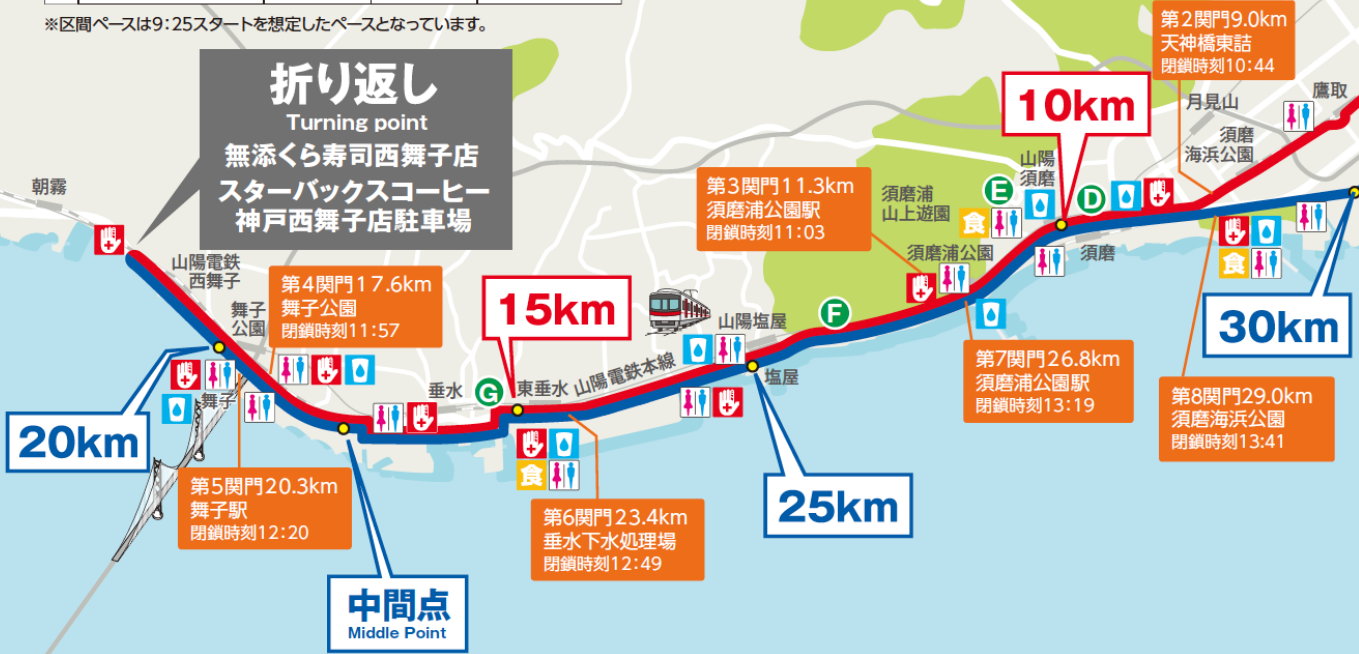 ※区間ペースは9:25スタートを想定したペースとなっています。
折り返し
Turning point
無添くら寿司西舞子店
スターバックスコーヒー
神戸西舞子店駐車場
第2関門9.0km
天神橋東詰
閉鎖時刻10:44
10km
月見山
鷹取
須磨
海浜公園
山陽
須磨
朝霧
第3関門11.3km
須磨浦公園駅
閉鎖時刻11:03
須磨浦
山上遊園
E
D
食
須磨浦公園
須磨
食
山陽電鉄
西舞子
第4関門17.6km
舞子公園
閉鎖時刻11:57
舞子
公園
15km
F
山陽塩屋
30km
塩屋
第7関門26.8km
須磨浦公園駅
閉鎖時刻13:19
第8関門29.0km
須磨海浜公園
閉鎖時刻13:41
垂水
G
東垂水
山陽電鉄本線
舞子
20km
食
25km
第5関門20.3km
舞子駅
閉鎖時刻12:20
第6関門23.4km
垂水下水処理場
閉鎖時刻12:49
中間点
Middle Point